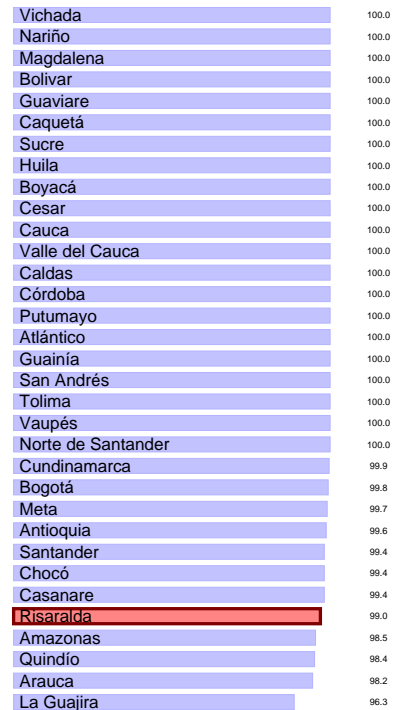 Vichada 100.0
Nariño 100.0
Magdalena 100.0
Bolivar 100.0
Guaviare 100.0
Caquetá 100.0
Sucre 100.0
Huila 100.0
Boyacá 100.0
Cesar 100.0
Cauca 100.0
Valle del Cauca 100.0
Caldas 100.0
Córdoba 100.0
Putumayo 100.0
Atlántico 100.0
Guainía 100.0
San Andrés 100.0
Tolima 100.0
Vaupés 100.0
Norte de Santander 100.0
Cundinamarca 99.9
Bogotá 99.8
Meta 99.7
Antioquia 99.6
Santander 99.4
Chocó 99.4
Casanare 99.4
Risaralda 99.0
Amazonas 98.5
Quindío 98.4
Arauca 98.2
La Guajira 96.3